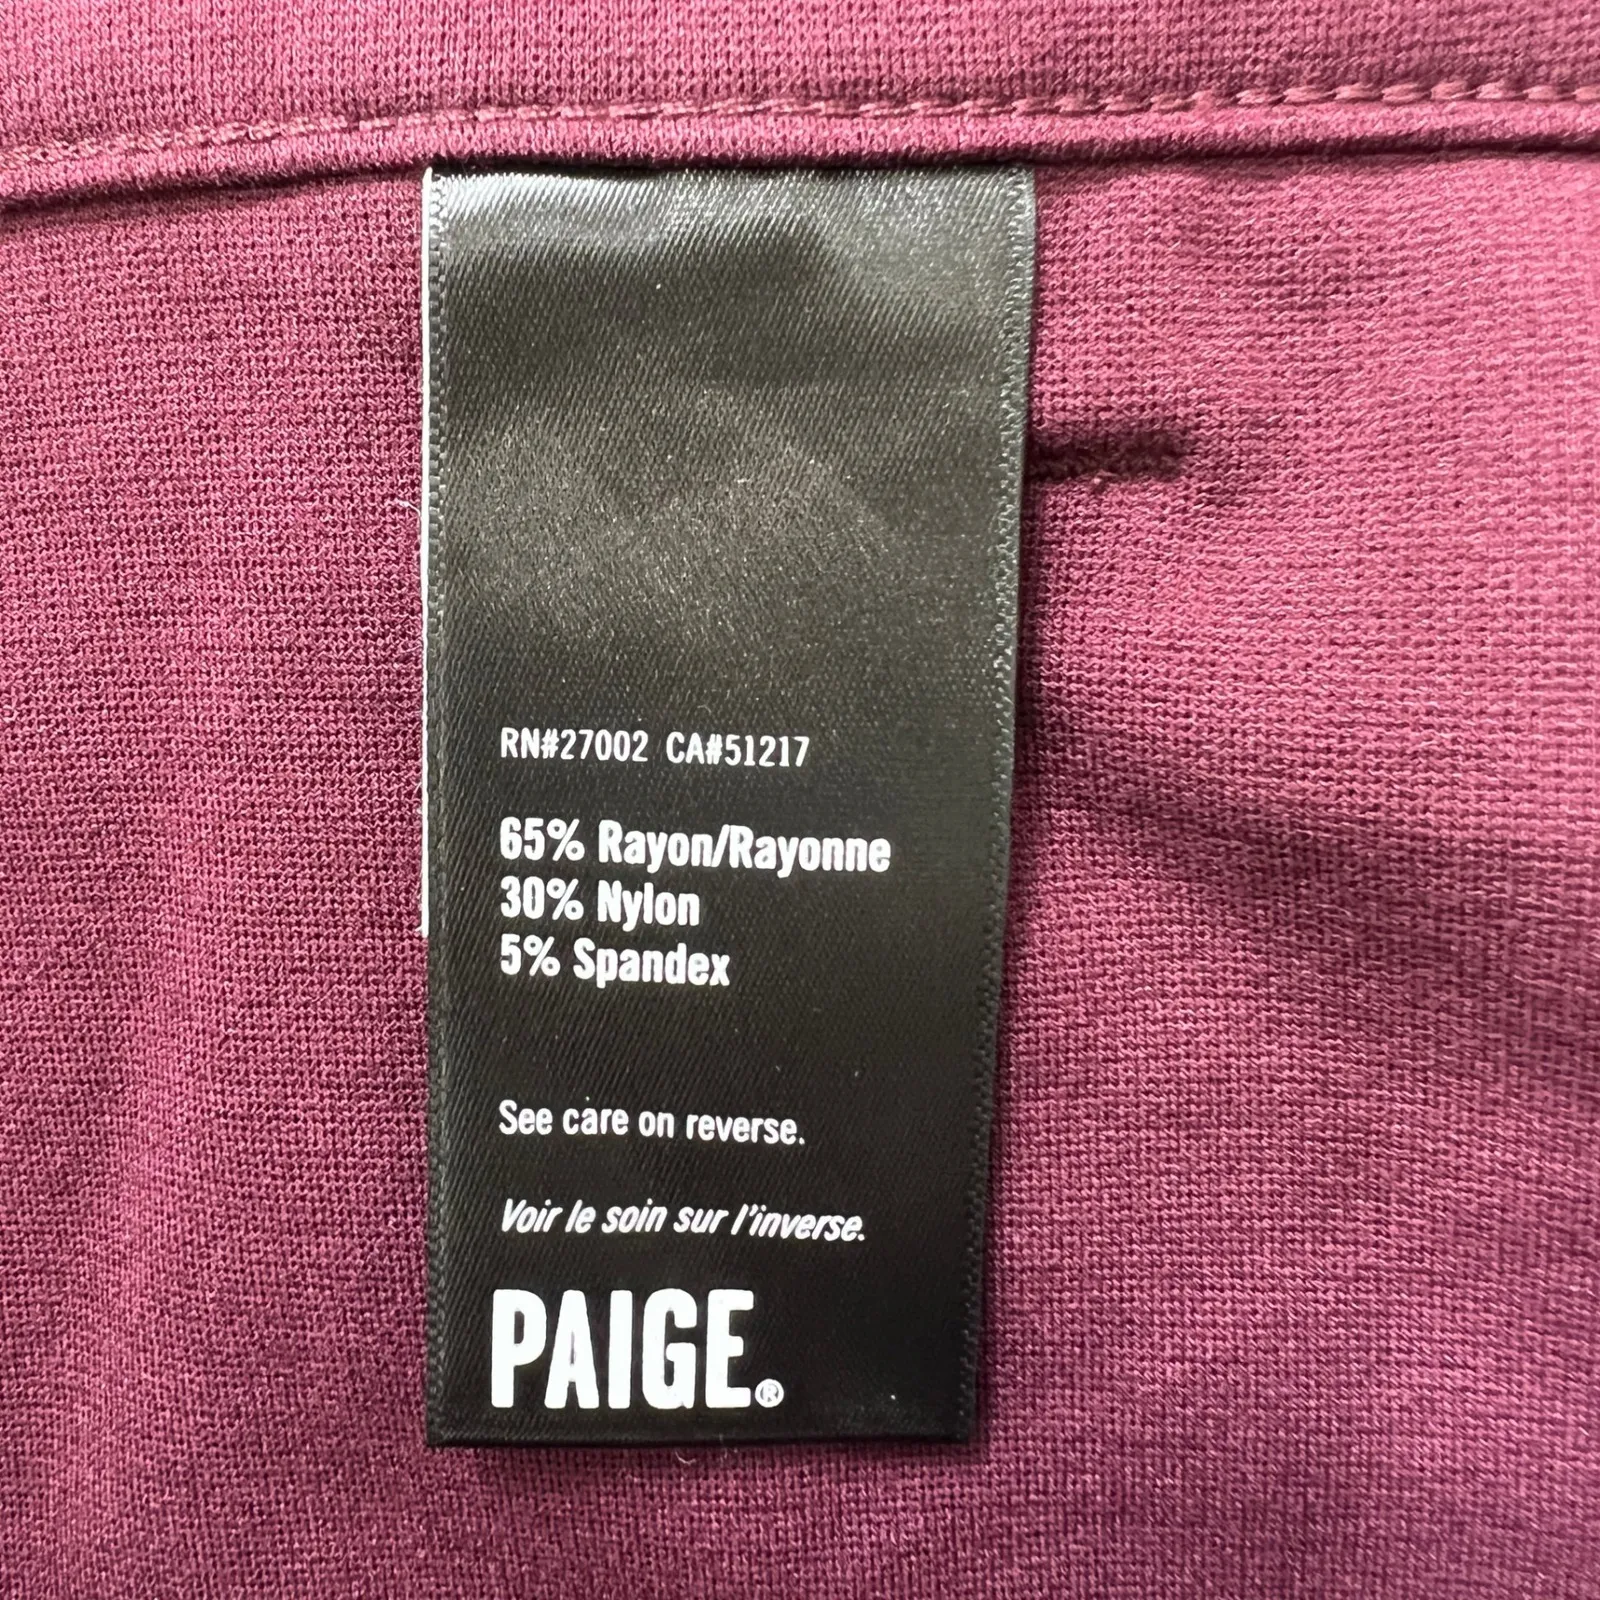 RN#27002 CA#51217
65% Rayon/Rayonne
30% Nylon
5% Spandex
See care on reverse.
Voir le soin sur l'inverse.
PAIGE®